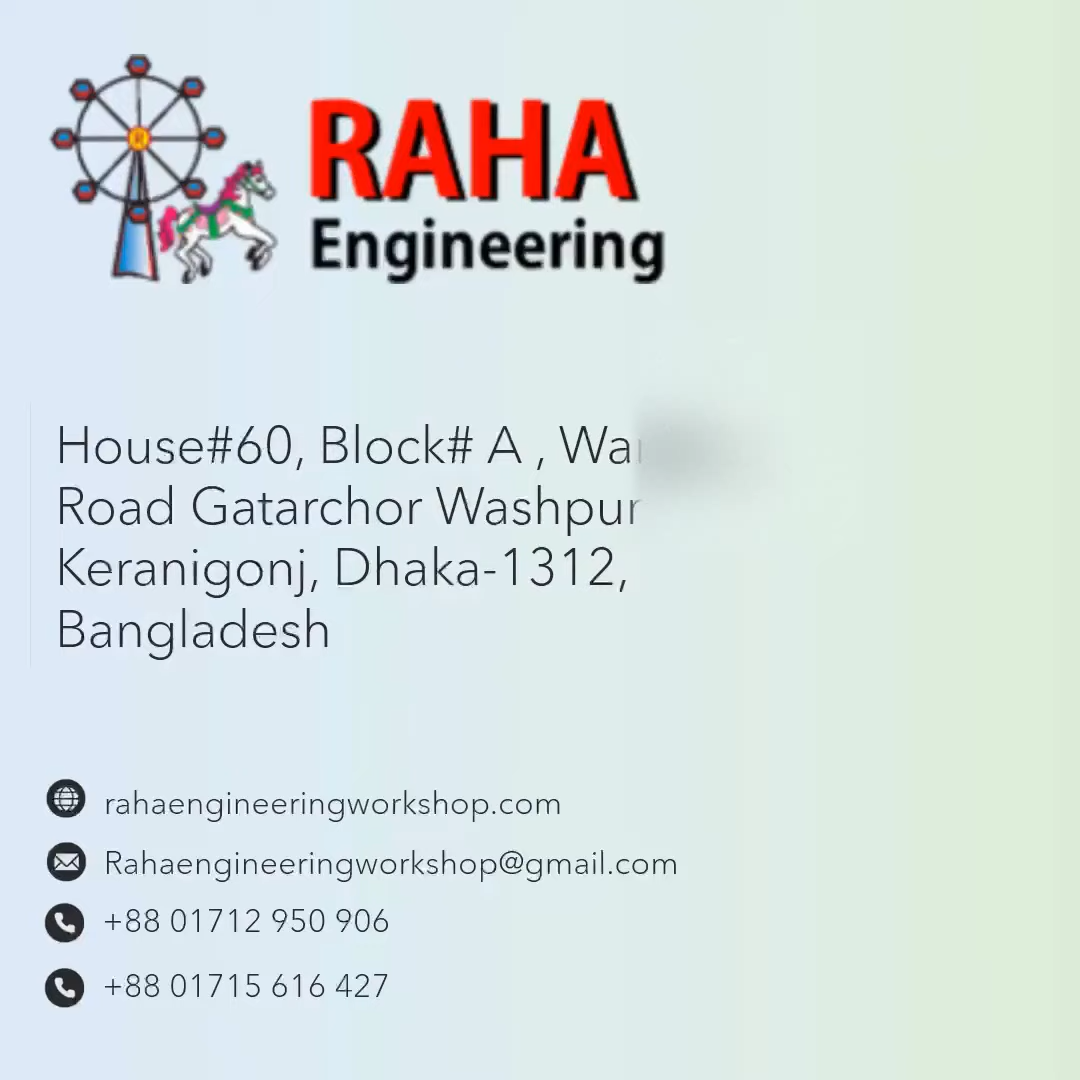 RAHA
Engineering
House#60, Block# A ,
Road Gatarchor Washpur
Keranigonj, Dhaka-1312,
Bangladesh
rahaengineeringworkshop.com
Rahaengineeringworkshop@gmail.com
+88 01712 950 906
+88 01715 616 427